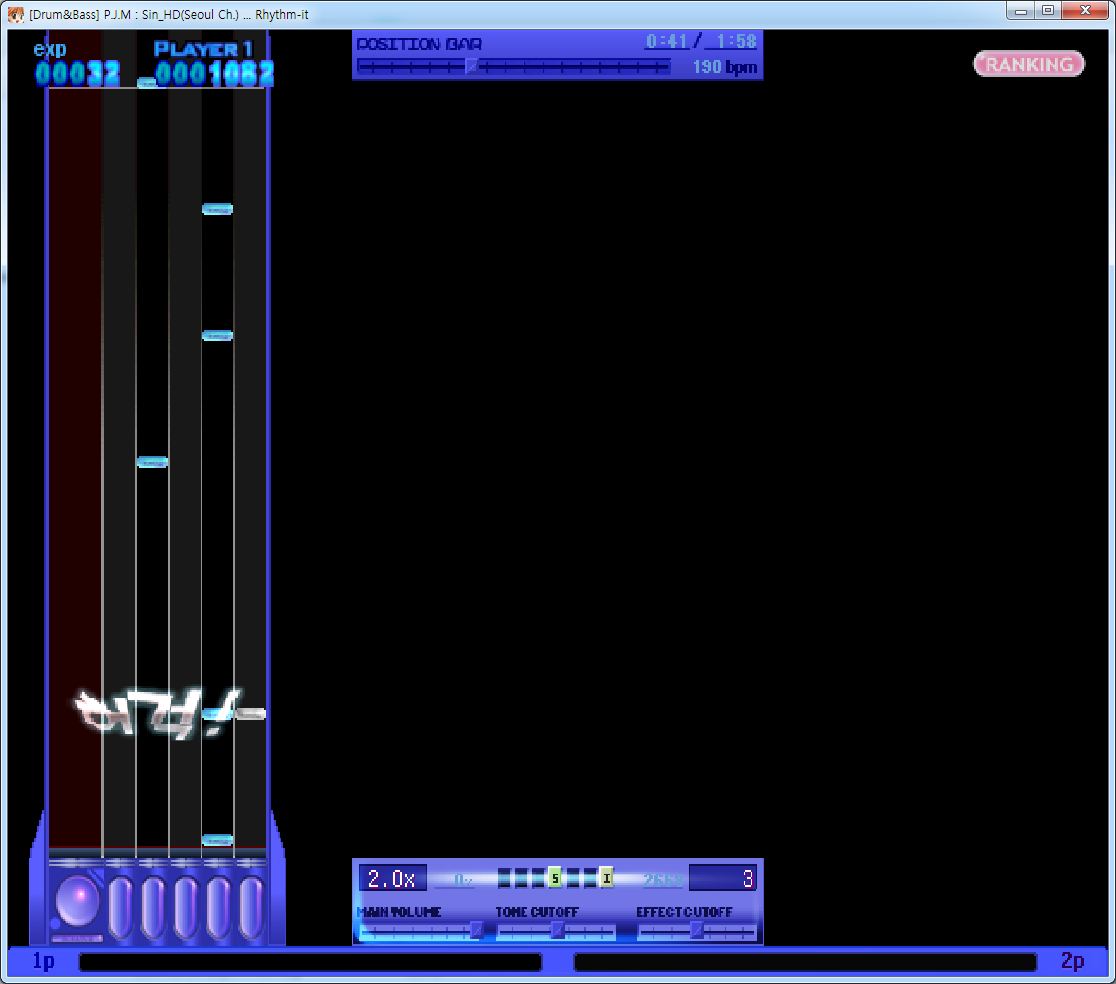 [Drum&Bass] P.J.M : Sin_HD(Seoul Ch.) ... Rhythm-it
exp PLAYER 1
00032 0001082
POSITION BAR 0:41 / 1:58
190 bpm
RANKING
2.0x 0% S I 3
MAIN VOLUME TONE CUTOFF EFFECT CUTOFF
1p 2p